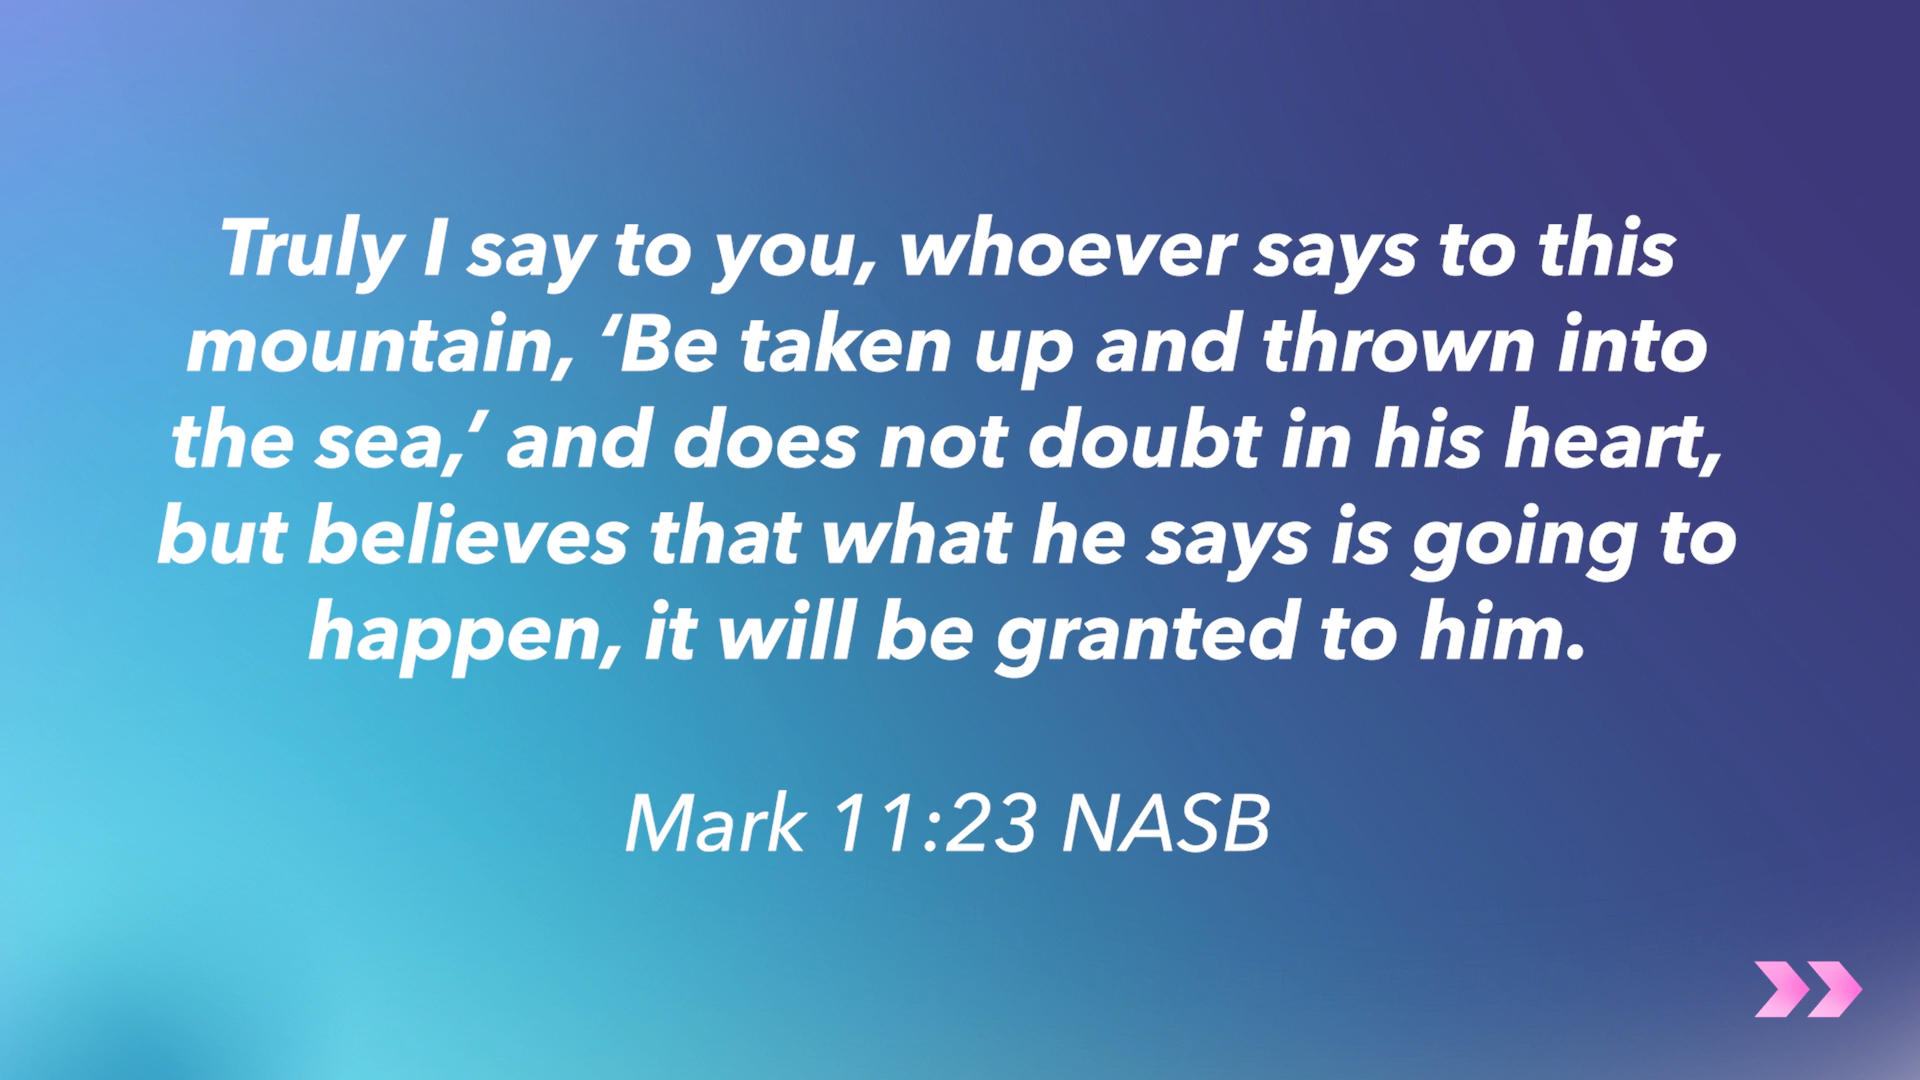 Truly I say to you, whoever says to this
mountain, ‘Be taken up and thrown into
the sea,’ and does not doubt in his heart,
but believes that what he says is going to
happen, it will be granted to him.
Mark 11:23 NASB